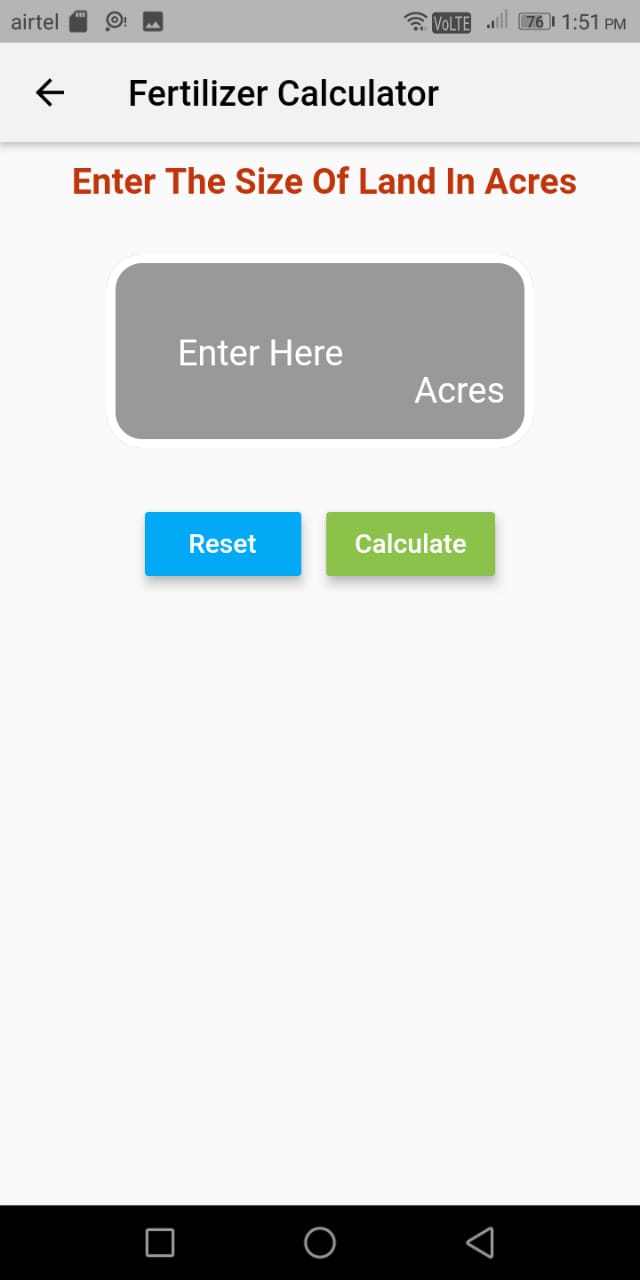 airtel VoLTE 76 1:51 PM
Fertilizer Calculator
Enter The Size Of Land In Acres
Enter Here
Acres
Reset Calculate